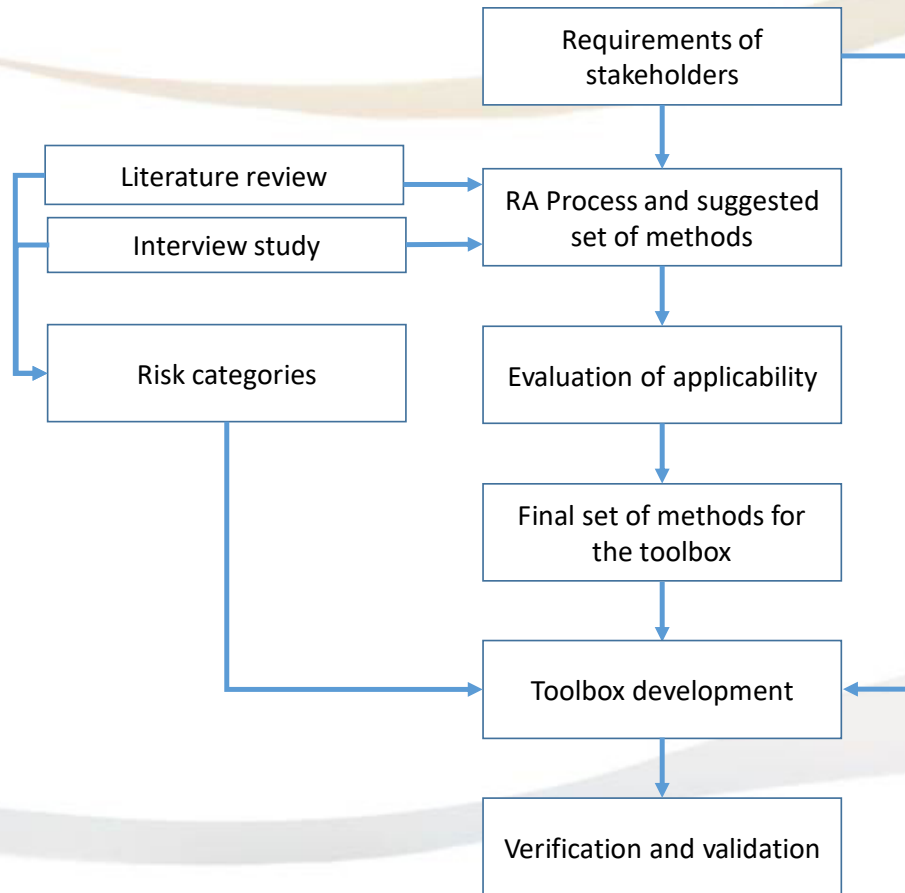 Requirements of
stakeholders
Literature review
RA Process and suggested
set of methods
Interview study
Risk categories
Evaluation of applicability
Final set of methods for
the toolbox
Toolbox development
Verification and validation